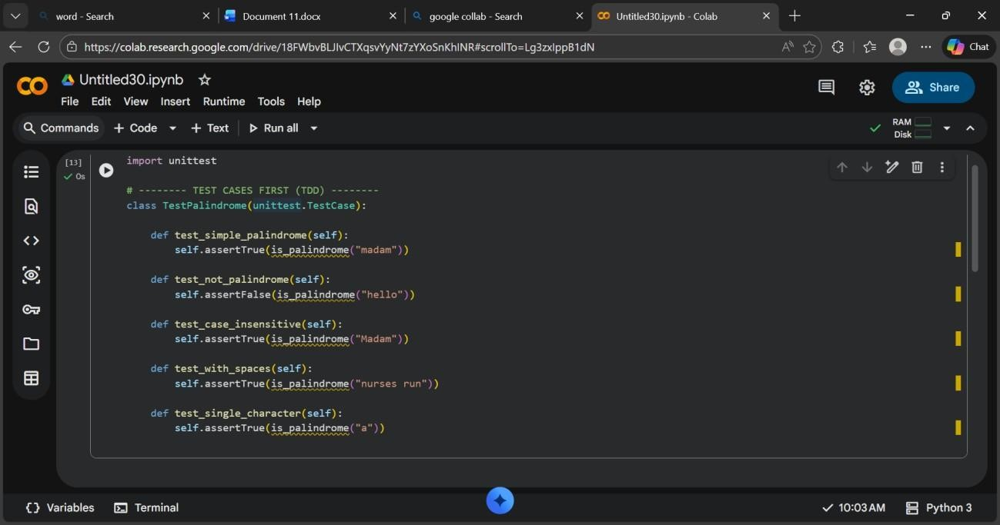 word - Search
Document 11.docx
google collab - Search
Untitled30.ipynb - Colab
https://colab.research.google.com/drive/18FWbvBLJIvCTXqsvYyNt7zYXoSnKhlNR#scrollTo=Lg3zxlppB1dN
Chat
Untitled30.ipynb
File Edit View Insert Runtime Tools Help
Share
Commands + Code + Text Run all
RAM
Disk
[13]
0s
import unittest
# -------- TEST CASES FIRST (TDD) --------
class TestPalindrome(unittest.TestCase):
def test_simple_palindrome(self):
self.assertTrue(is_palindrome("madam"))
def test_not_palindrome(self):
self.assertFalse(is_palindrome("hello"))
def test_case_insensitive(self):
self.assertTrue(is_palindrome("Madam"))
def test_with_spaces(self):
self.assertTrue(is_palindrome("nurses run"))
def test_single_character(self):
self.assertTrue(is_palindrome("a"))
{} Variables Terminal
10:03 AM Python 3